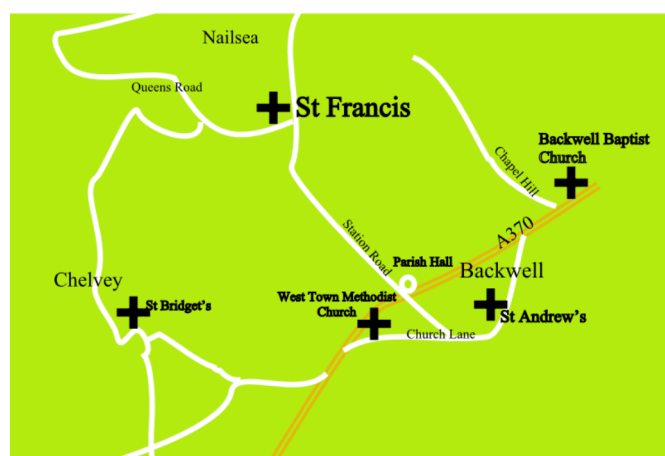 Nailsea
Queens Road
St Francis
Backwell Baptist
Church
Chapel Hill
A370
Station Road
Parish Hall
Backwell
Chelvey
St Bridget's
West Town Methodist
Church
St Andrew's
Church Lane